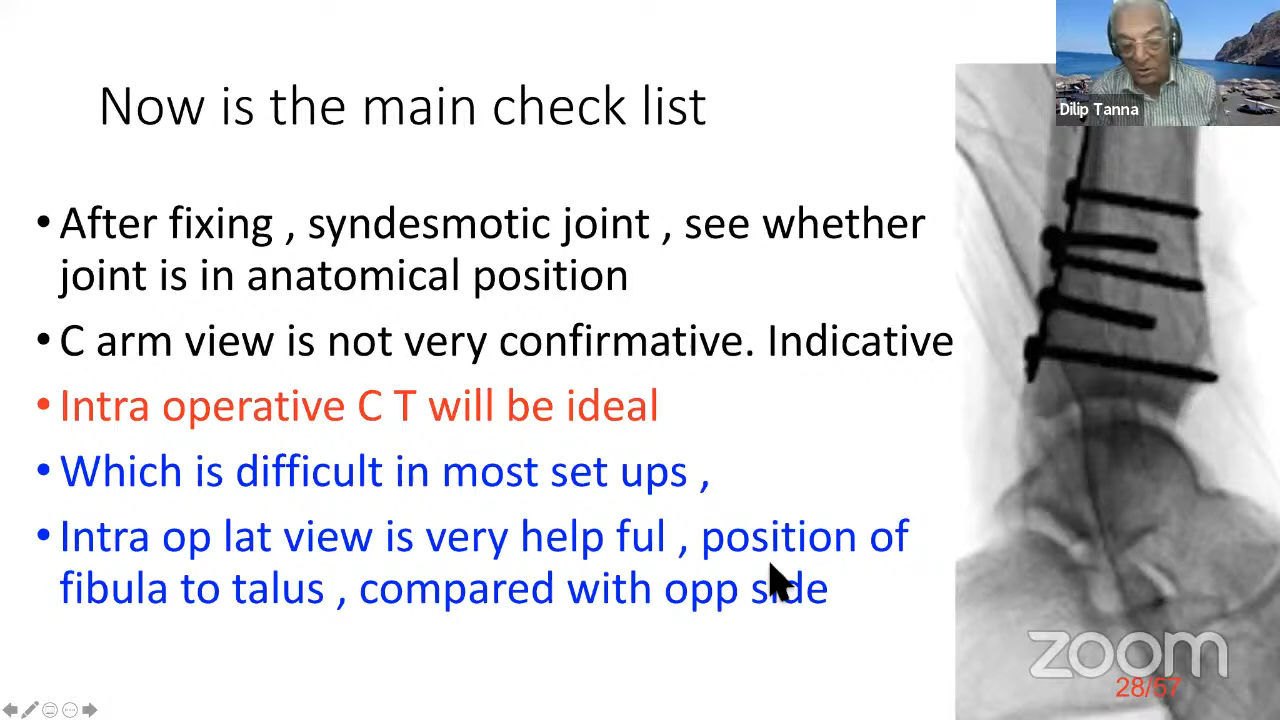 Dilip Tanna
Now is the main check list
• After fixing , syndesmotic joint , see whether
joint is in anatomical position
• C arm view is not very confirmative. Indicative
• Intra operative C T will be ideal
• Which is difficult in most set ups ,
• Intra op lat view is very help ful , position of
fibula to talus , compared with opp side
zoom
28/57